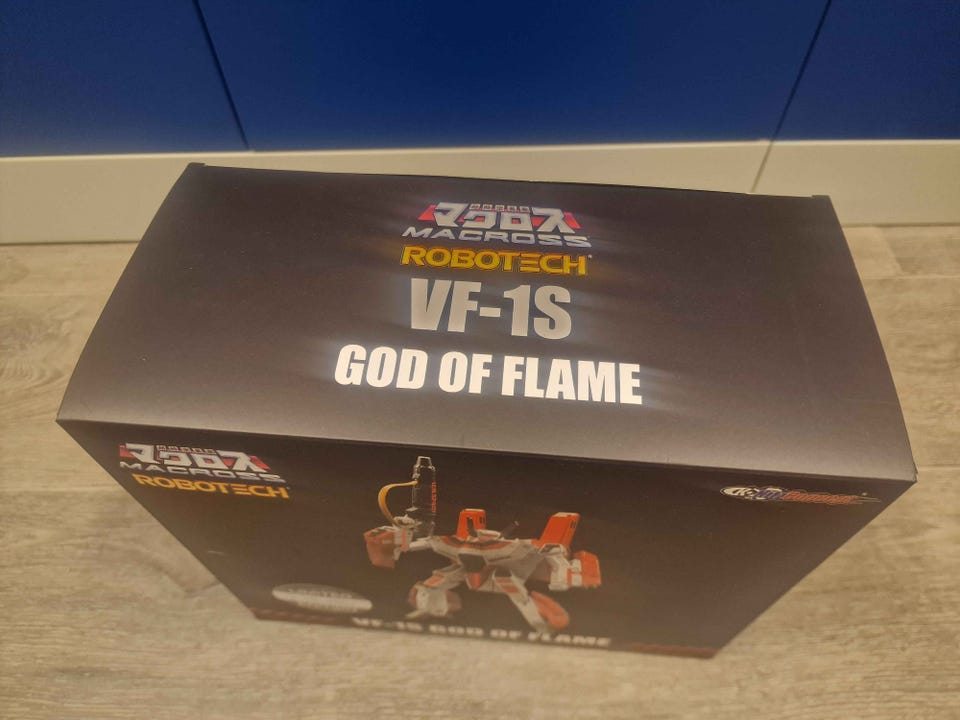 マクロス
MACROSS
ROBOTECH
VF-1S
GOD OF FLAME
マクロス
MACROSS
ROBOTECH
VF-1S GOD OF FLAME